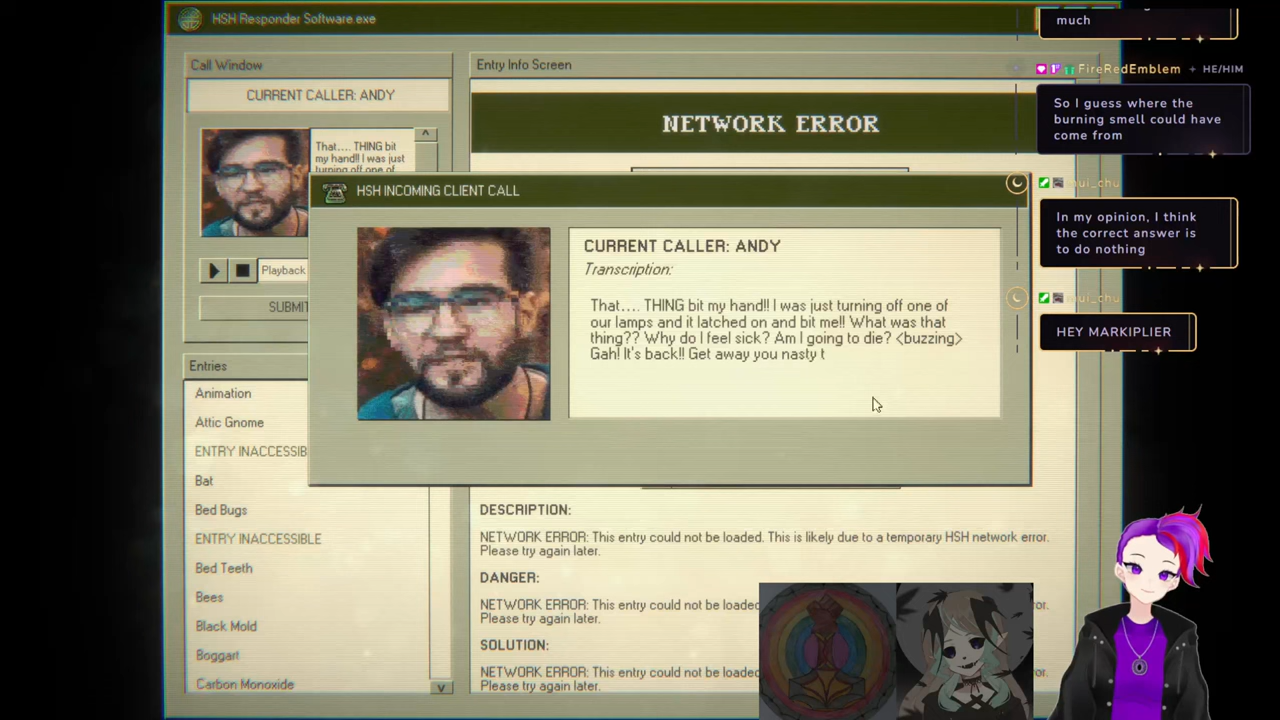 HSH Responder Software.exe
Call Window
CURRENT CALLER: ANDY
That.... THING bit
my hand!! I was just
turning off one of
Playback
SUBMIT
Entries
Animation
Attic Gnome
ENTRY INACCESSIB
Bat
Bed Bugs
ENTRY INACCESSIBLE
Bed Teeth
Bees
Black Mold
Boggart
Carbon Monoxide
Entry Info Screen
NETWORK ERROR
HSH INCOMING CLIENT CALL
CURRENT CALLER: ANDY
Transcription:
That.... THING bit my hand!! I was just turning off one of
our lamps and it latched on and bit me!! What was that
thing?? Why do I feel sick? Am I going to die? <buzzing>
Gah! It's back!! Get away you nasty t
DESCRIPTION:
NETWORK ERROR: This entry could not be loaded. This is likely due to a temporary HSH network error.
Please try again later.
DANGER:
NETWORK ERROR: This entry could not be loaded
ror.
Please try again later.
SOLUTION:
NETWORK ERROR: This entry could not be loaded
ror.
Please try again later.
much
FireRedEmblem + HE/HIM
So I guess where the
burning smell could have
come from
ui_chu
In my opinion, I think
the correct answer is
to do nothing
ui_chu
HEY MARKIPLIER